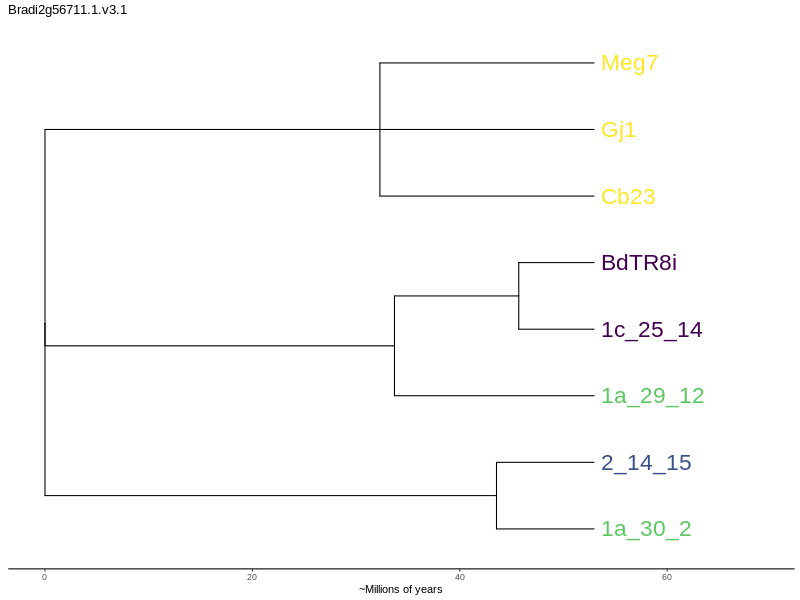 Bradi2g56711.1.v3.1
Meg7
Gj1
Cb23
BdTR8i
1c_25_14
1a_29_12
2_14_15
1a_30_2
0 20 40 60
~Millions of years